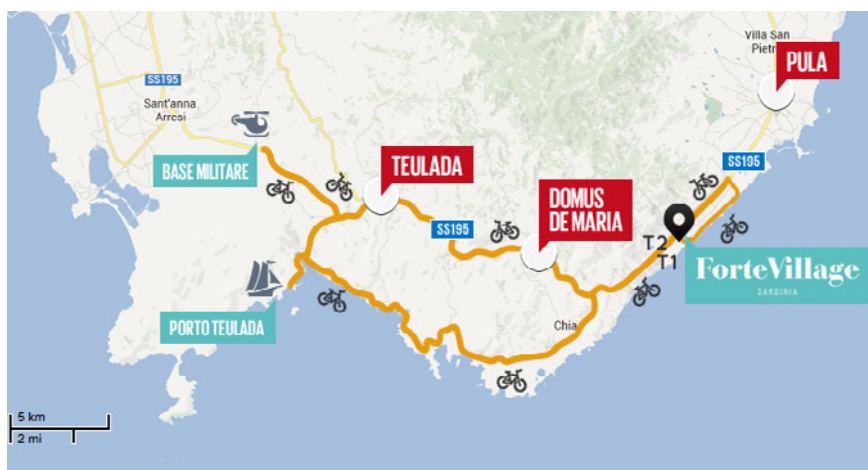 Villa San
Pietro
PULA
SS195
Sant'anna
Arresi
BASE MILITARE
TEULADA
SS195
DOMUS
DE MARIA
SS195
T2
T1
ForteVillage
SARDINIA
PORTO TEULADA
Chia
5 km
2 mi